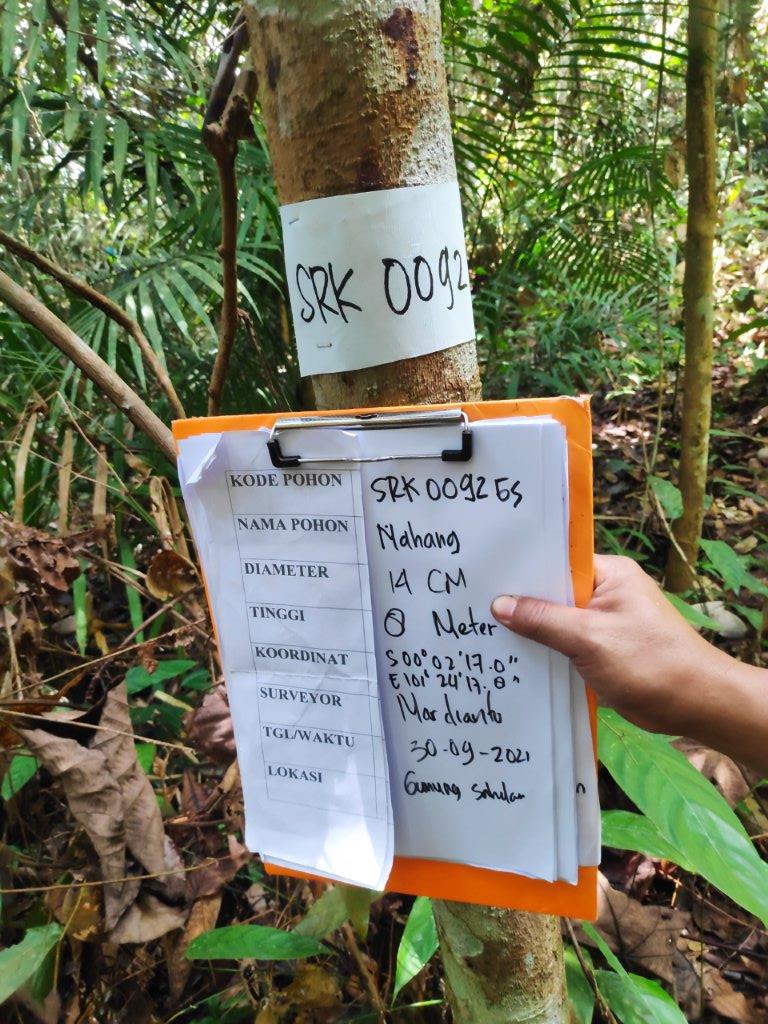 SRK 0092
KODE POHON SRK 0092 Es
NAMA POHON Mahang
DIAMETER 14 CM
TINGGI 8 Meter
KOORDINAT S 00° 02' 17.0"
E 101° 24' 17.8"
SURVEYOR Mardianto
TGL/WAKTU 30-09-2021
LOKASI Gunung Sahilan